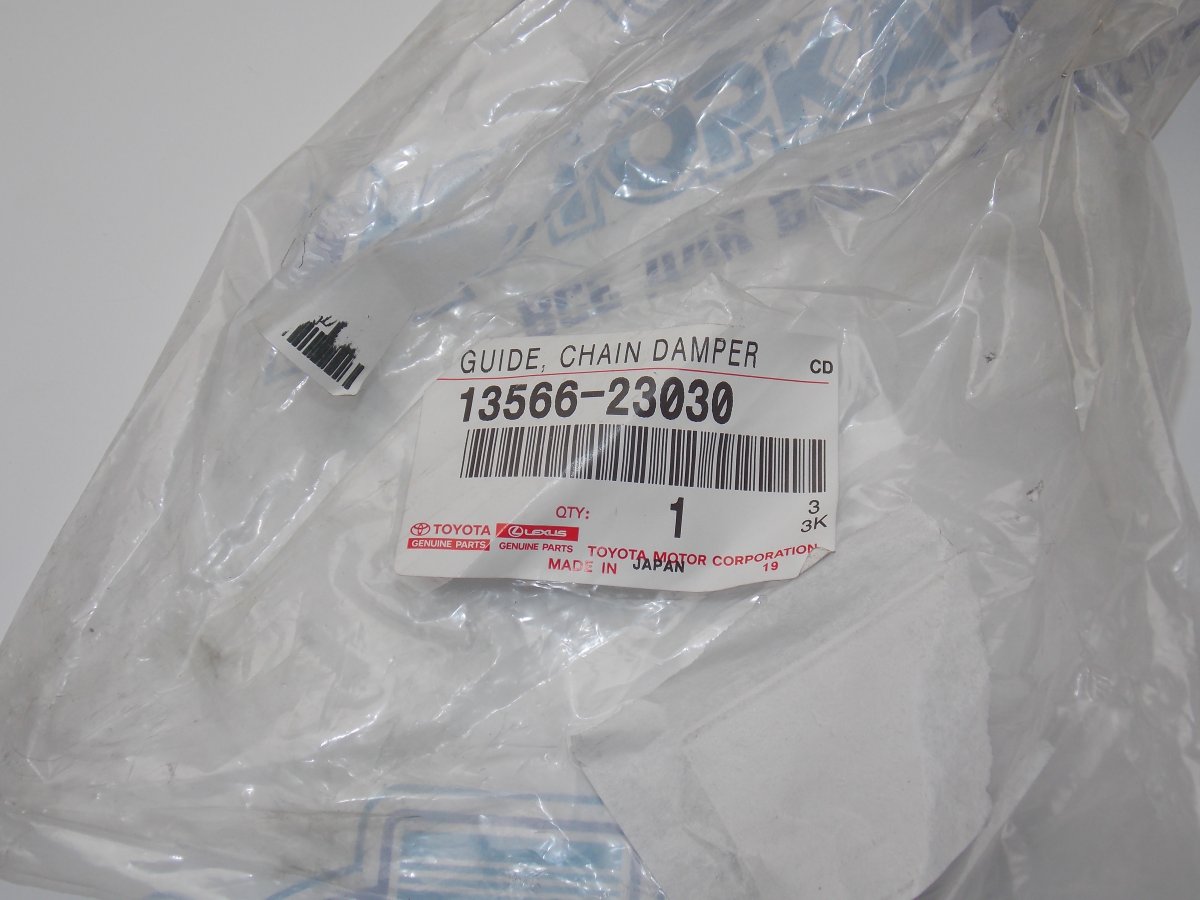 GUIDE, CHAIN DAMPER CD
13566-23030
QTY: 1 3
3K
TOYOTA LEXUS
GENUINE PARTS GENUINE PARTS TOYOTA MOTOR CORPORATION
MADE IN JAPAN 19